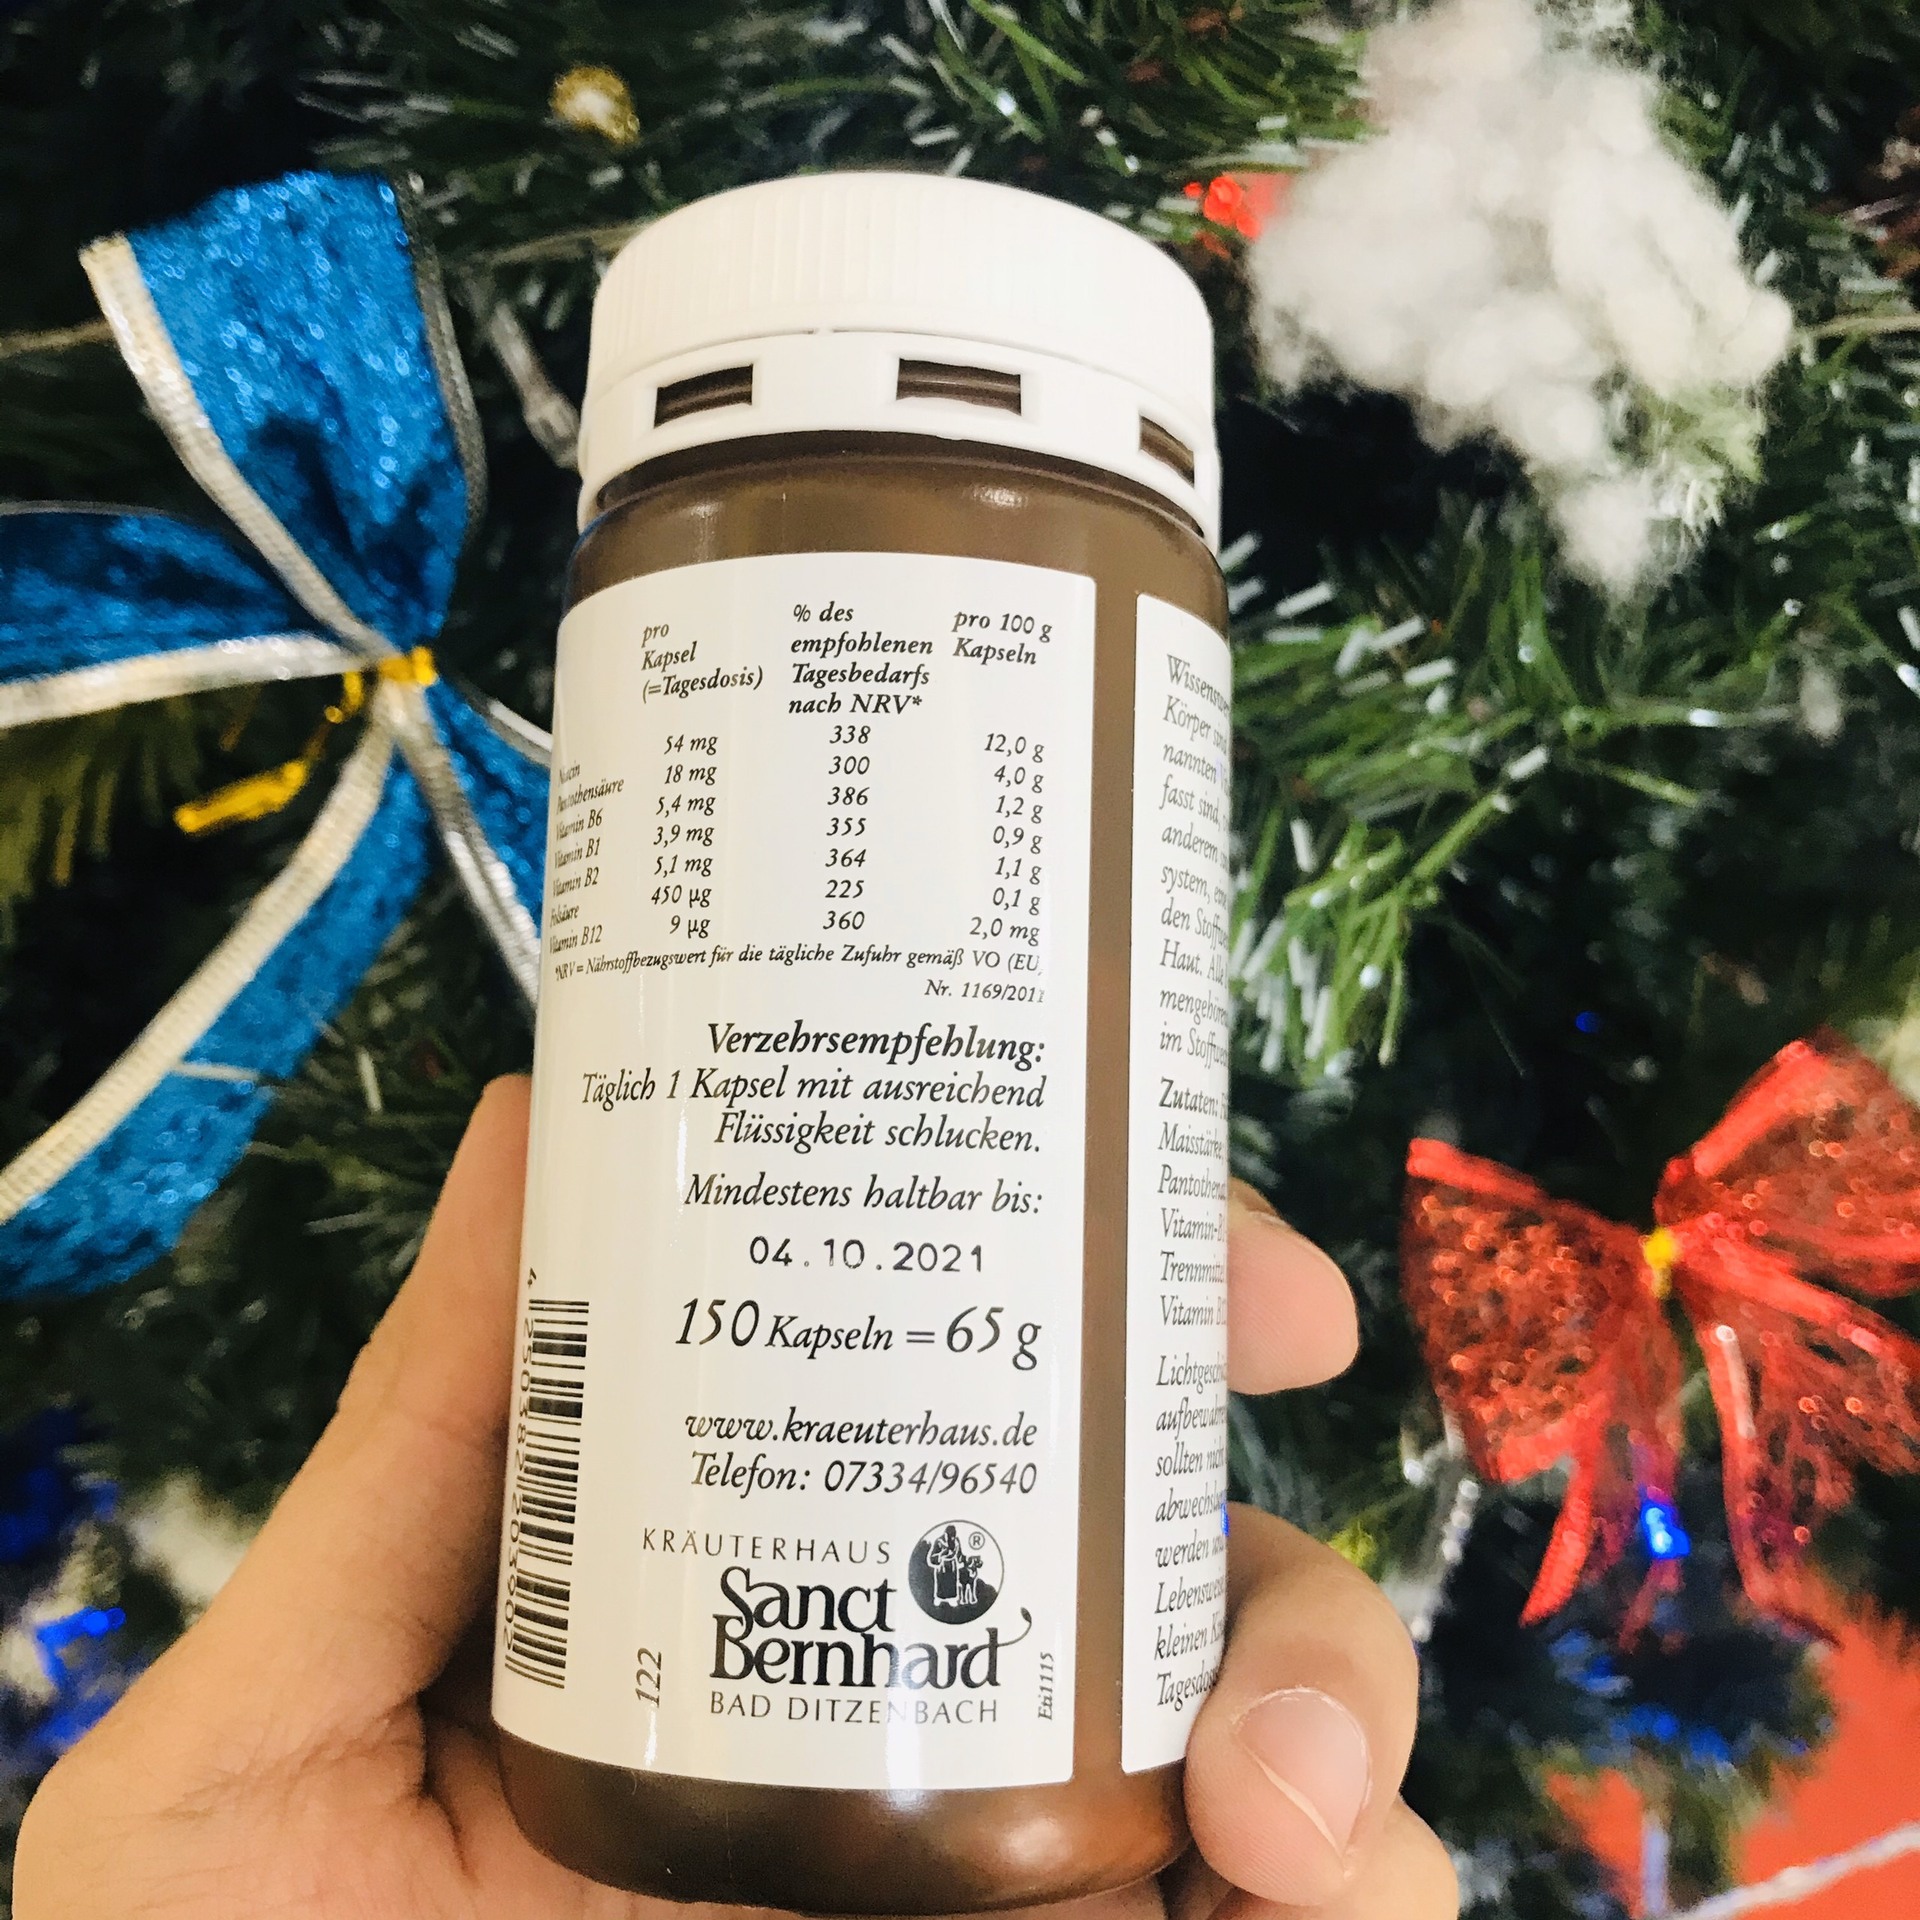 pro
Kapsel
(=Tagesdosis)
% des
empfohlenen
Tagesbedarfs
nach NRV*
pro 100 g
Kapseln
54 mg 338 12,0 g
Pantothensäure 18 mg 300 4,0 g
Vitamin B6 5,4 mg 386 1,2 g
Vitamin B1 3,9 mg 355 0,9 g
Vitamin B2 5,1 mg 364 1,1 g
Folsäure 450 µg 225 0,1 g
Vitamin B12 9 µg 360 2,0 mg
*NRV = Nährstoffbezugswert für die tägliche Zufuhr gemäß VO (EU)
Nr. 1169/2011
Verzehrsempfehlung:
Täglich 1 Kapsel mit ausreichend
Flüssigkeit schlucken.
Mindestens haltbar bis:
04.10.2021
150 Kapseln = 65 g
www.kraeuterhaus.de
Telefon: 07334/96540
KRÄUTERHAUS
®
Sanct
Bernhard
BAD DITZENBACH
122
Eti1115
Körper
nannten
fasst sind,
anderem
system,
den
Haut.
im
Zutaten:
Maisstärke,
werden
kleinen